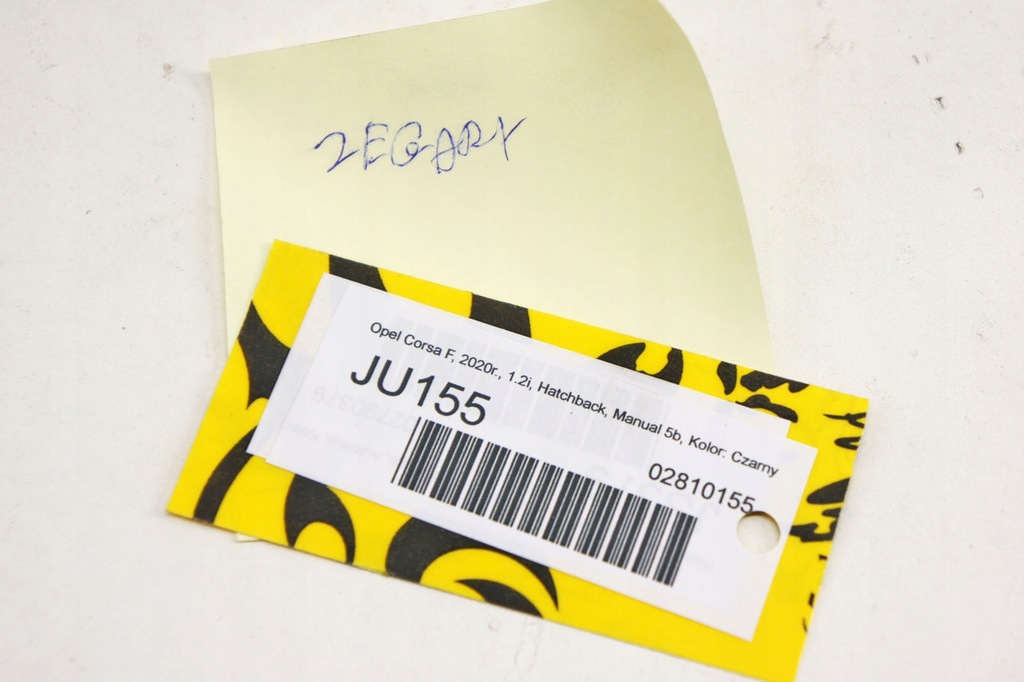 ZEGARY
Opel Corsa F, 2020r., 1.2i, Hatchback, Manual 5b, Kolor: Czarny
JU155
02810155